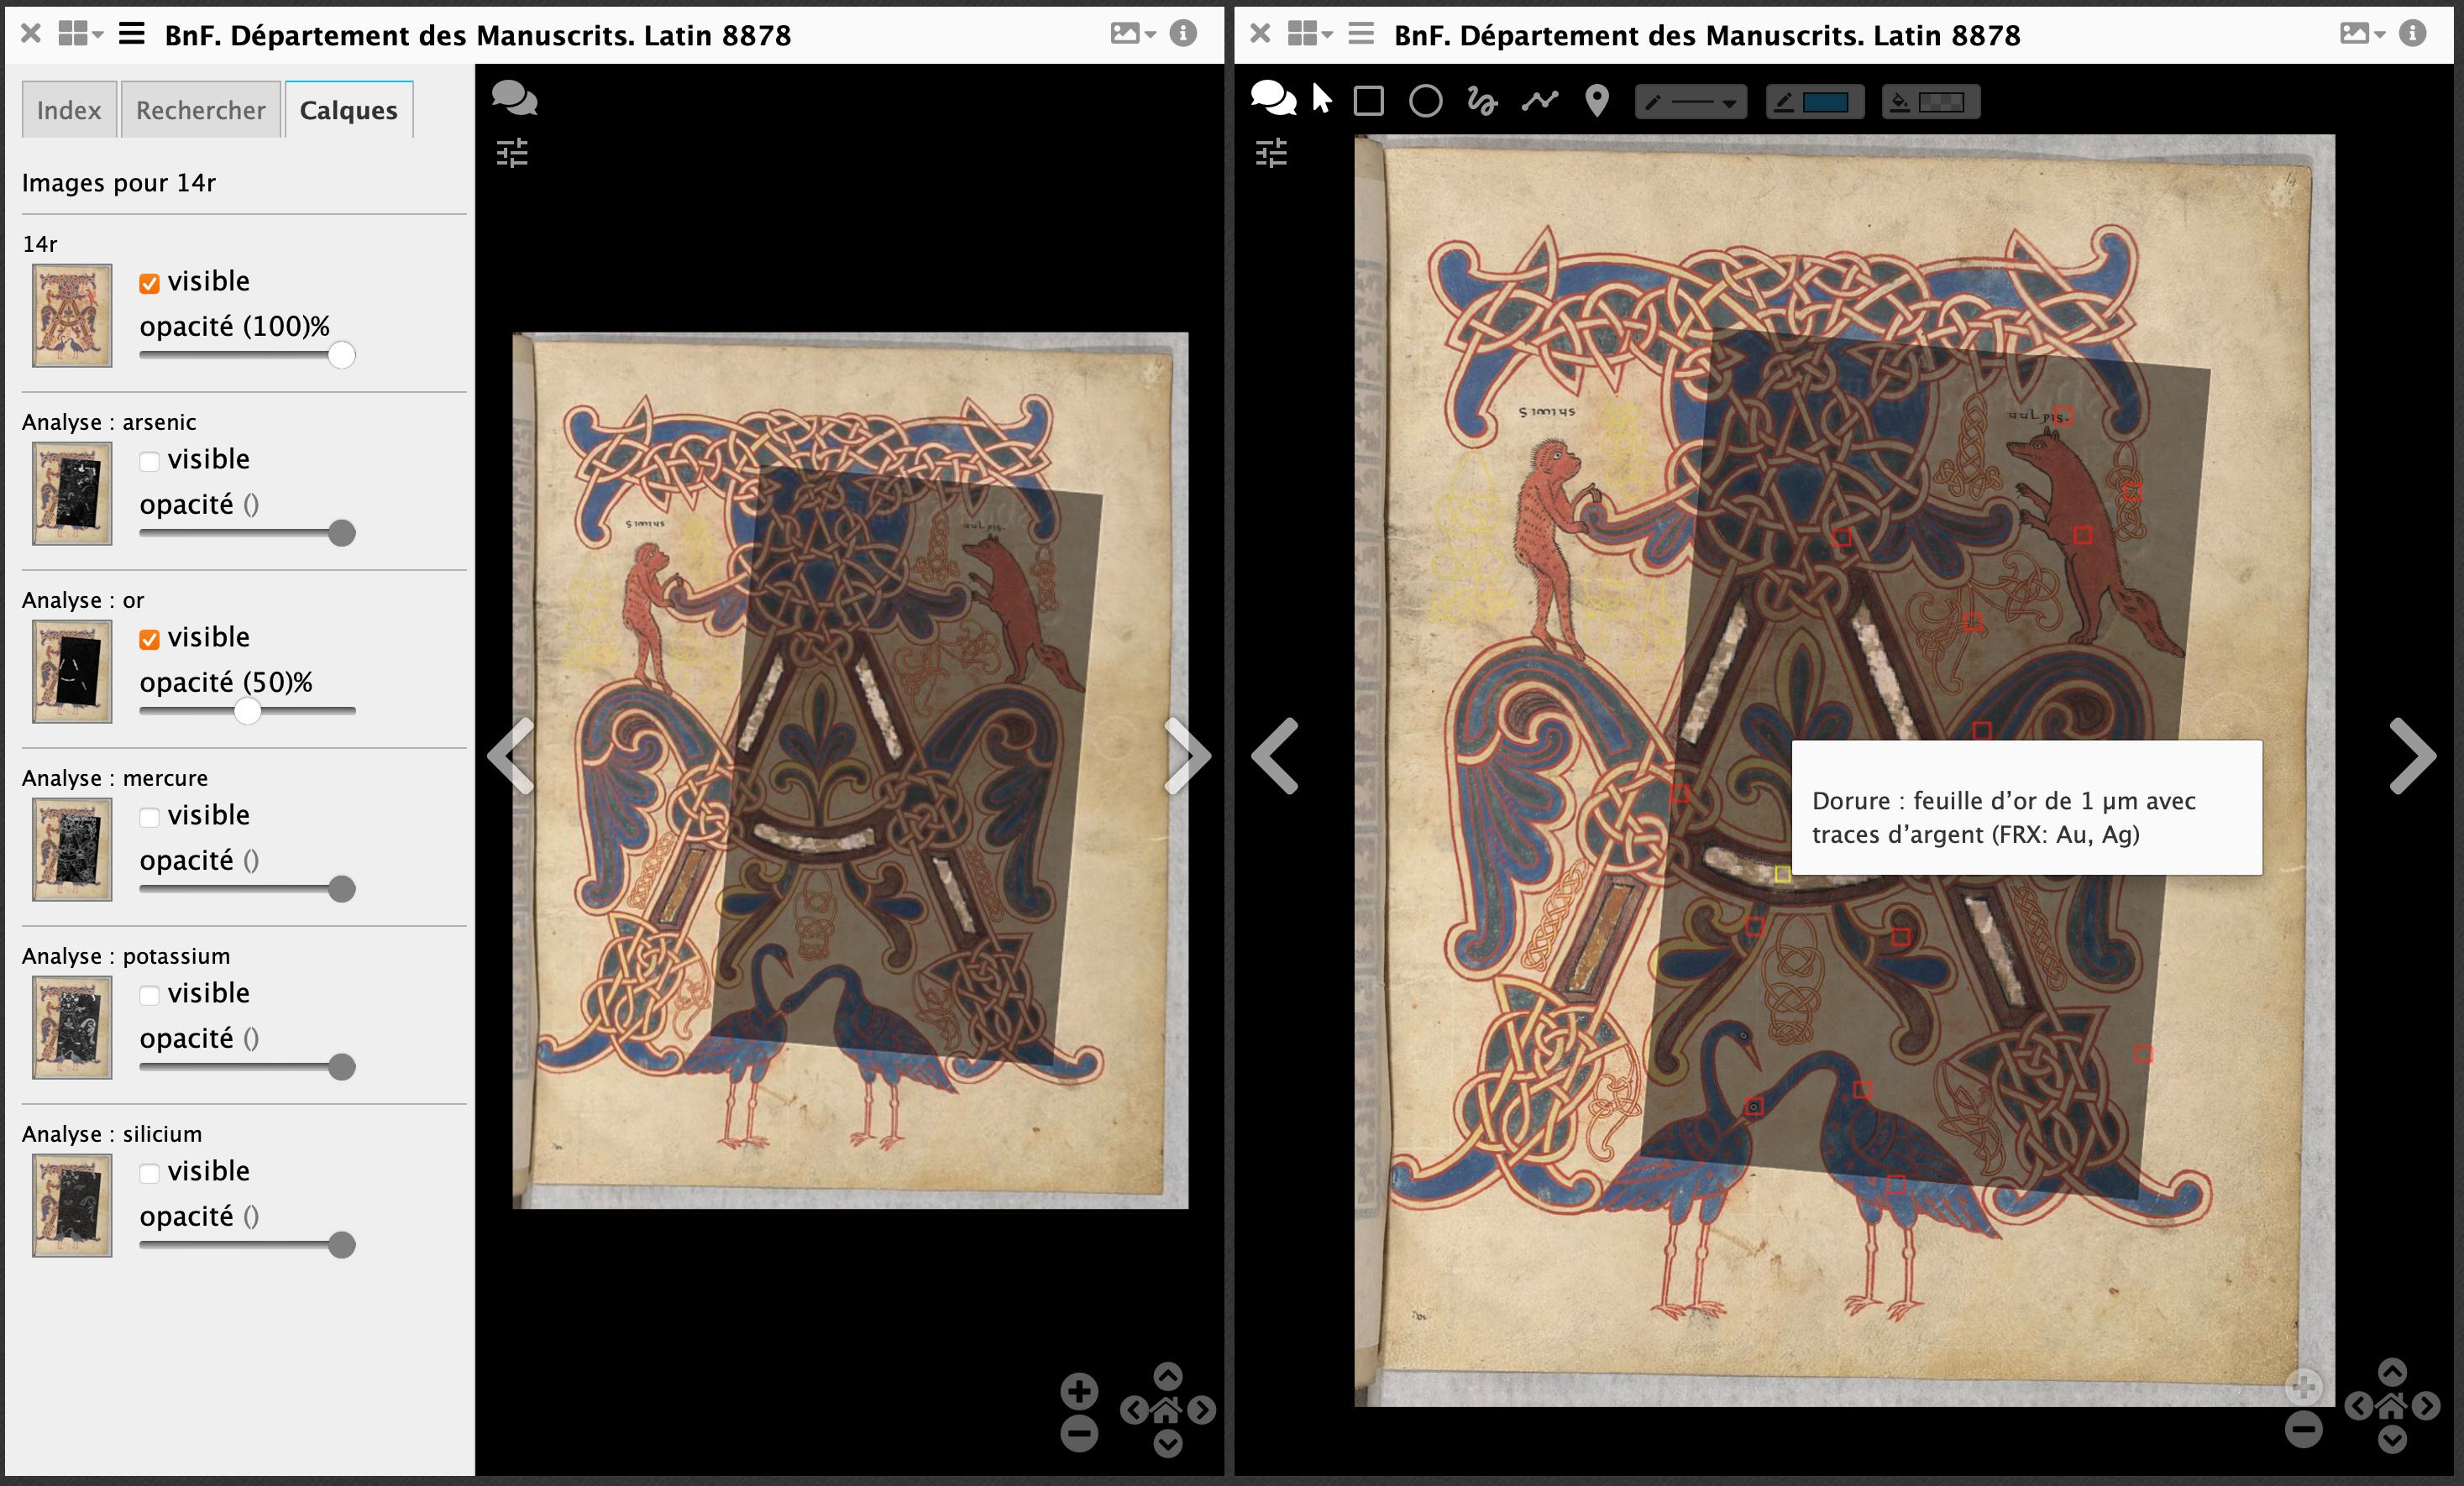 BnF. Département des Manuscrits. Latin 8878
Index
Rechercher
Calques
Images pour 14r
14r
visible
opacité (100)%
Analyse : arsenic
visible
opacité ()
Analyse : or
visible
opacité (50)%
Analyse : mercure
visible
opacité ()
Analyse : potassium
visible
opacité ()
Analyse : silicium
visible
opacité ()
simius
uulpis.
BnF. Département des Manuscrits. Latin 8878
simius
uulpis.
Dorure : feuille d’or de 1 µm avec
traces d’argent (FRX: Au, Ag)